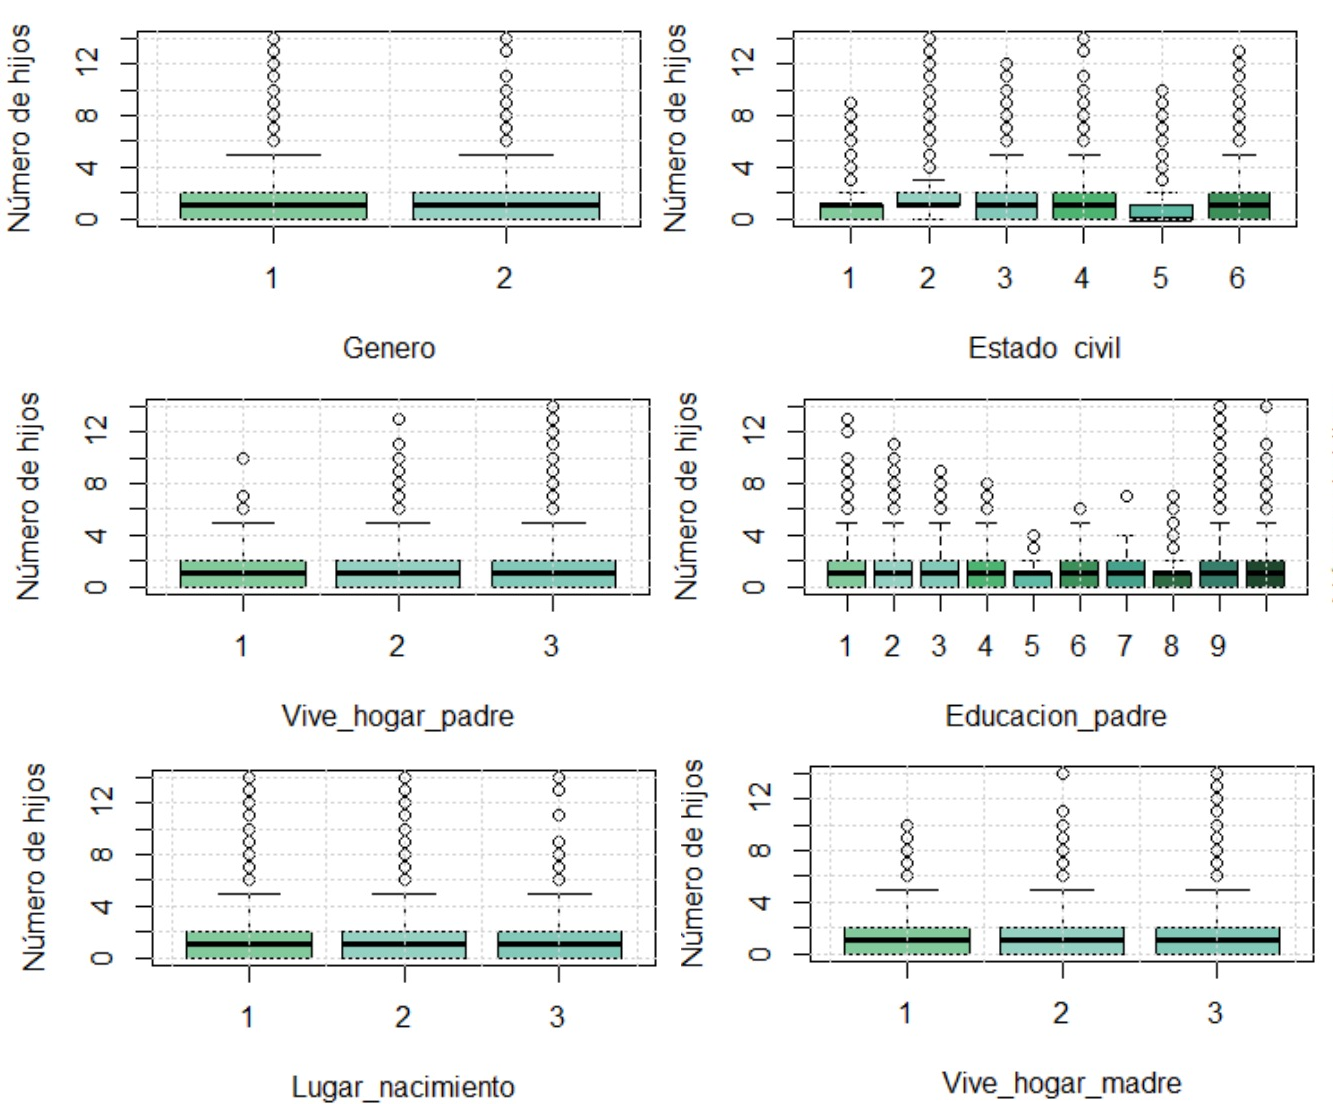 Número de hijos
12
8
4
0
1 2
Genero
Número de hijos
12
8
4
0
1 2 3 4 5 6
Estado civil
Número de hijos
12
8
4
0
1 2 3
Vive_hogar_padre
Número de hijos
12
8
4
0
1 2 3 4 5 6 7 8 9
Educacion_padre
Número de hijos
12
8
4
0
1 2 3
Lugar_nacimiento
Número de hijos
12
8
4
0
1 2 3
Vive_hogar_madre